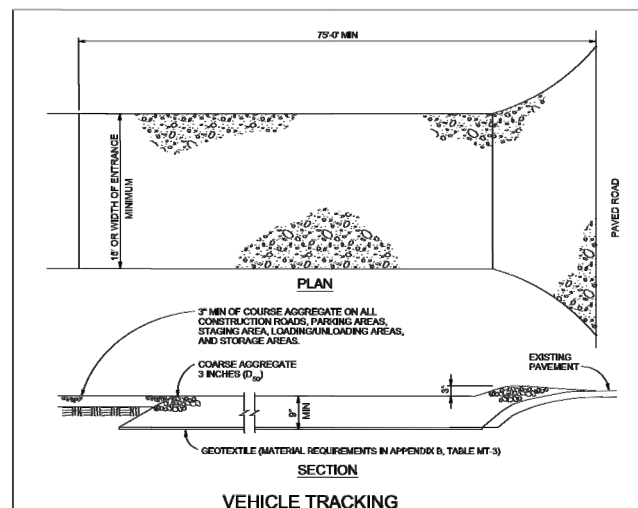 75'-0" MIN
16' OR WIDTH OF ENTRANCE
MINIMUM
PAVED ROAD
PLAN
3" MIN OF COURSE AGGREGATE ON ALL
CONSTRUCTION ROADS, PARKING AREAS,
STAGING AREA, LOADING/UNLOADING AREAS,
AND STORAGE AREAS.
COARSE AGGREGATE
3 INCHES (D50)
EXISTING
PAVEMENT
3"
9"
MIN
GEOTEXTILE (MATERIAL REQUIREMENTS IN APPENDIX B, TABLE MT-3)
SECTION
VEHICLE TRACKING